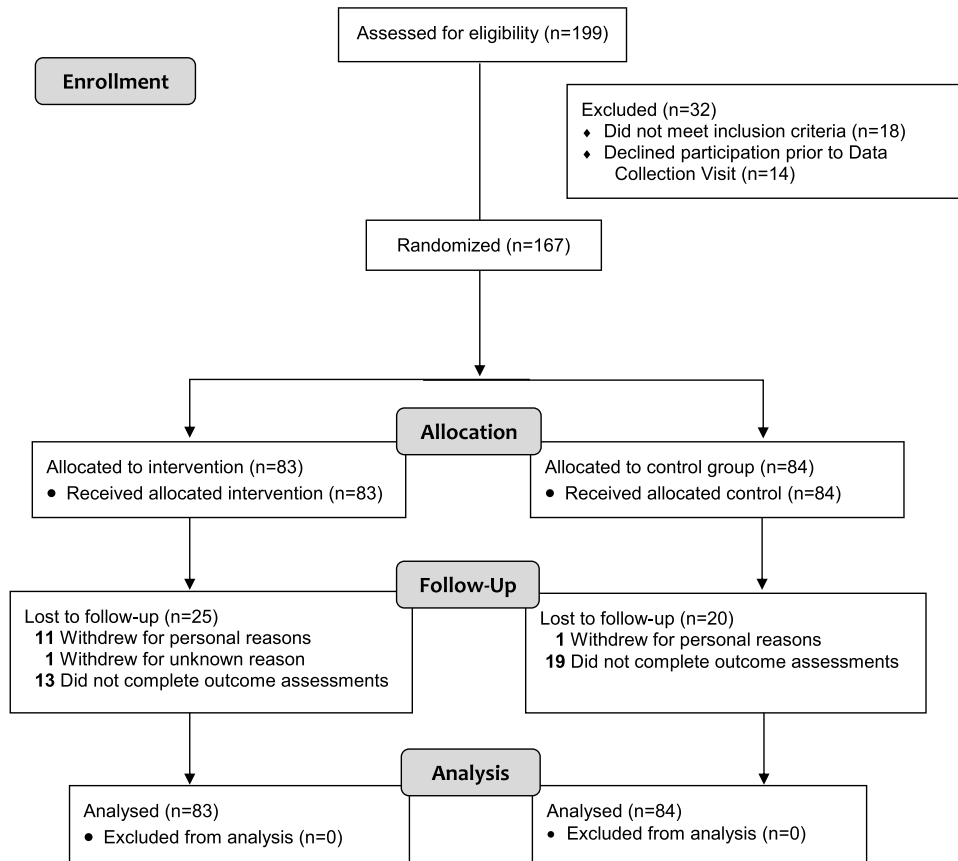 Assessed for eligibility (n=199)
Enrollment
Excluded (n=32)
♦ Did not meet inclusion criteria (n=18)
♦ Declined participation prior to Data
Collection Visit (n=14)
Randomized (n=167)
Allocation
Allocated to intervention (n=83)
● Received allocated intervention (n=83)
Allocated to control group (n=84)
● Received allocated control (n=84)
Follow-Up
Lost to follow-up (n=25)
11 Withdrew for personal reasons
1 Withdrew for unknown reason
13 Did not complete outcome assessments
Lost to follow-up (n=20)
1 Withdrew for personal reasons
19 Did not complete outcome assessments
Analysis
Analysed (n=83)
● Excluded from analysis (n=0)
Analysed (n=84)
● Excluded from analysis (n=0)